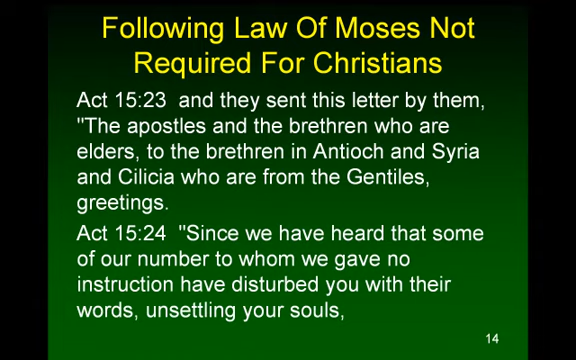 Following Law Of Moses Not
Required For Christians
Act 15:23 and they sent this letter by them,
"The apostles and the brethren who are
elders, to the brethren in Antioch and Syria
and Cilicia who are from the Gentiles,
greetings.
Act 15:24 "Since we have heard that some
of our number to whom we gave no
instruction have disturbed you with their
words, unsettling your souls,
14